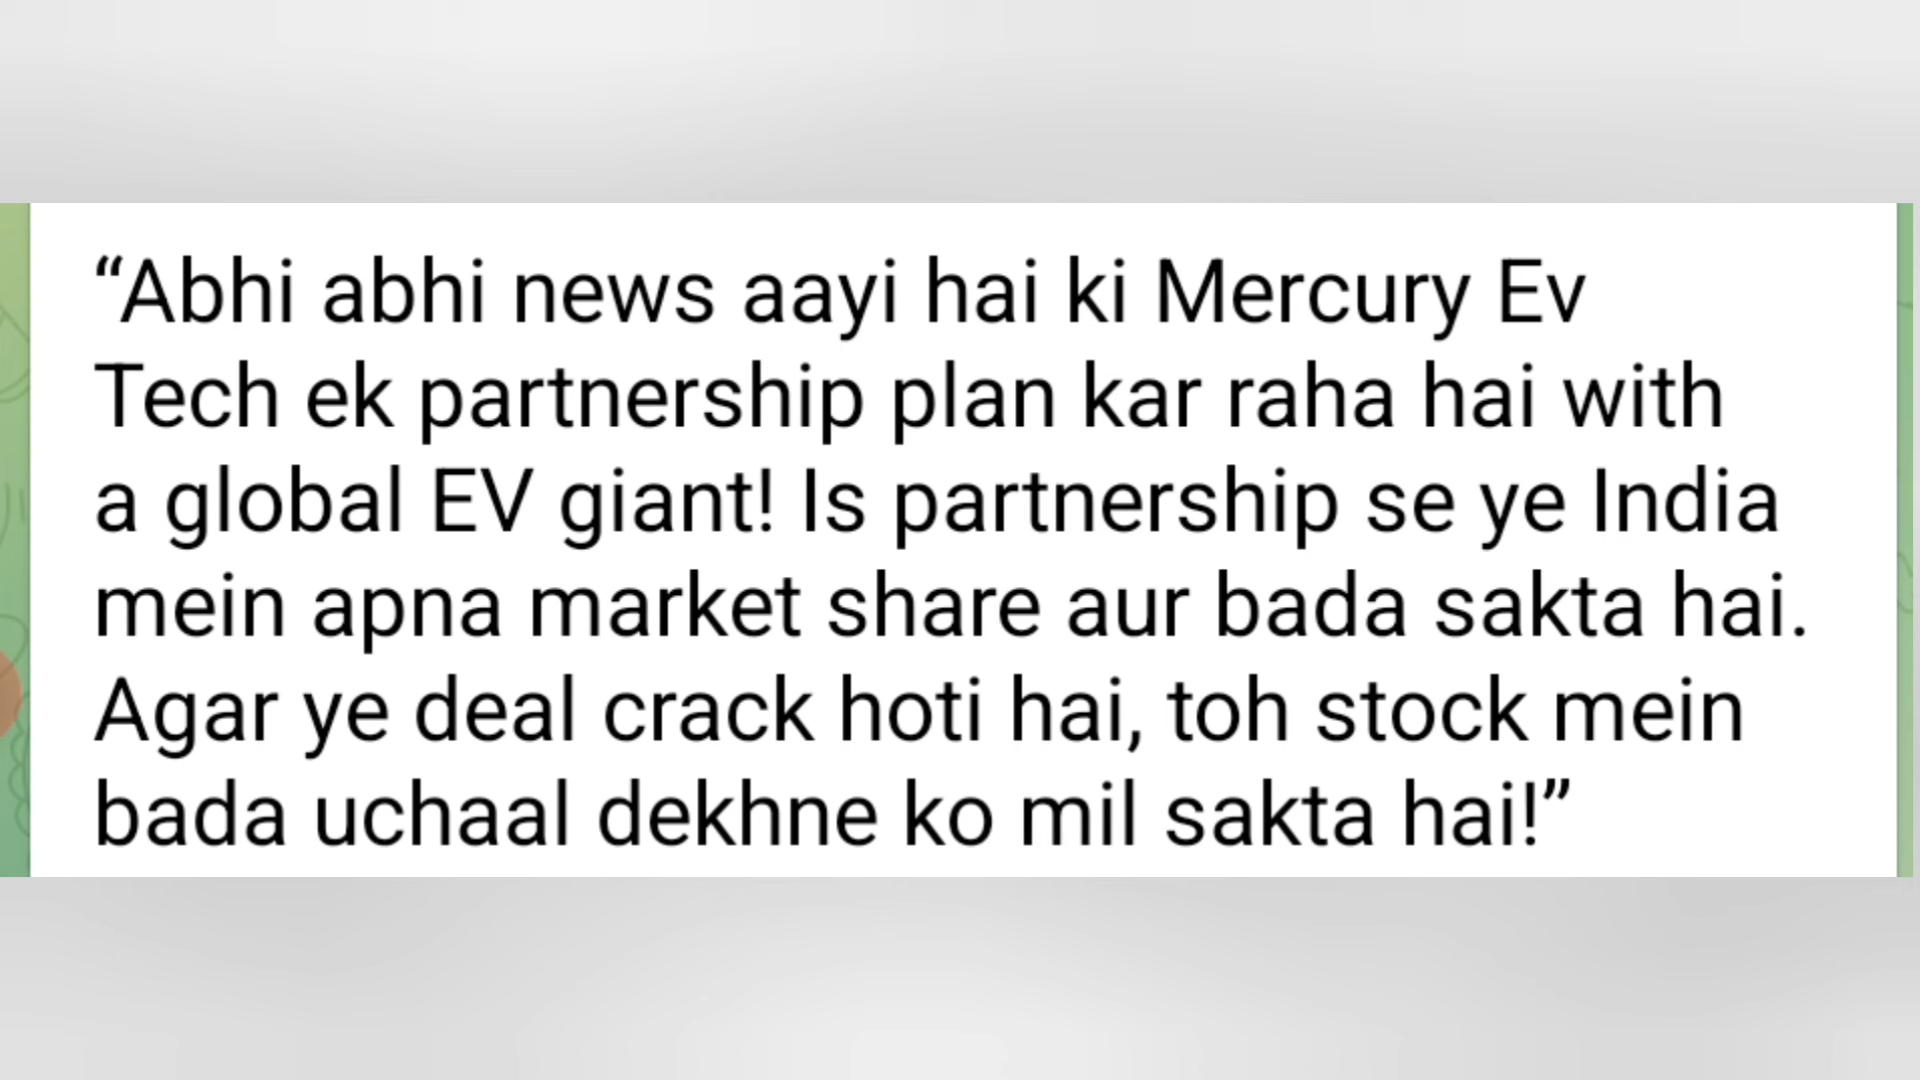 “Abhi abhi news aayi hai ki Mercury Ev
Tech ek partnership plan kar raha hai with
a global EV giant! Is partnership se ye India
mein apna market share aur bada sakta hai.
Agar ye deal crack hoti hai, toh stock mein
bada uchaal dekhne ko mil sakta hai!”